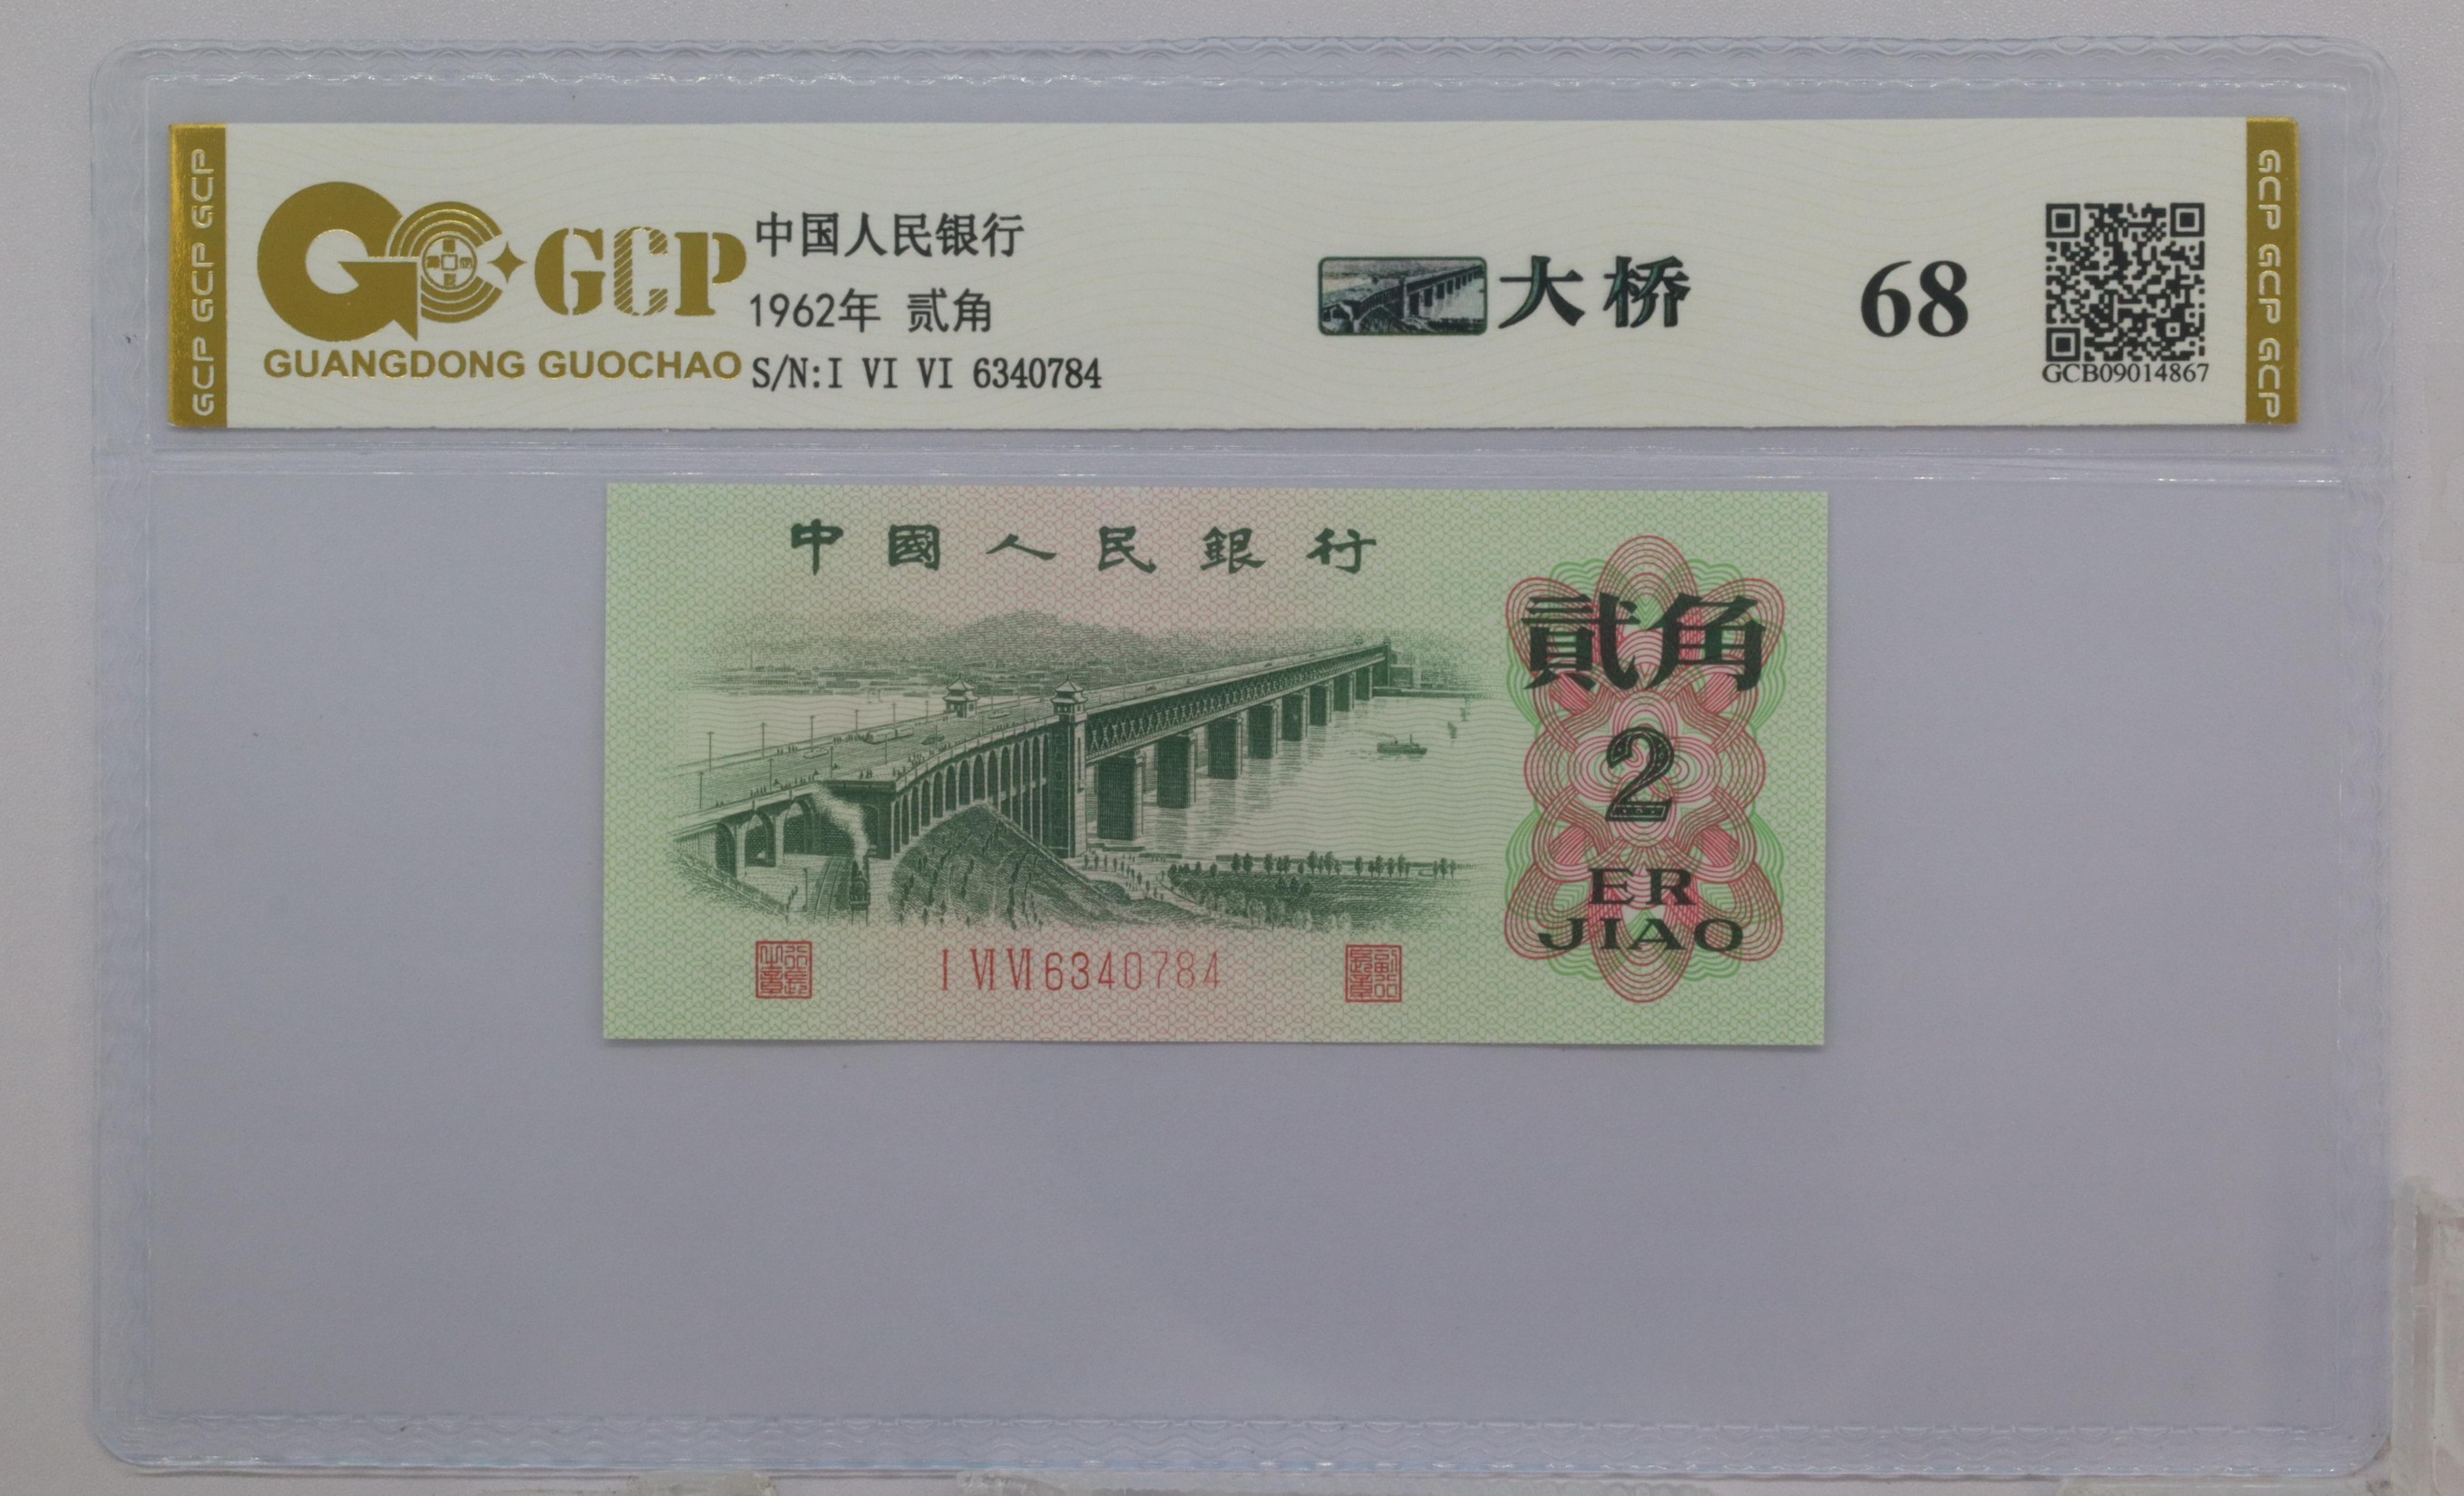 GCP GCP GCP
GCP
GUANGDONG GUOCHAO
中国人民银行
1962年 贰角
S/N:I VI VI 6340784
大桥
68
GCB09014867
GCP GCP GCP
中國人民銀行
貳角
2
ER
JIAO
I VI VI 6340784